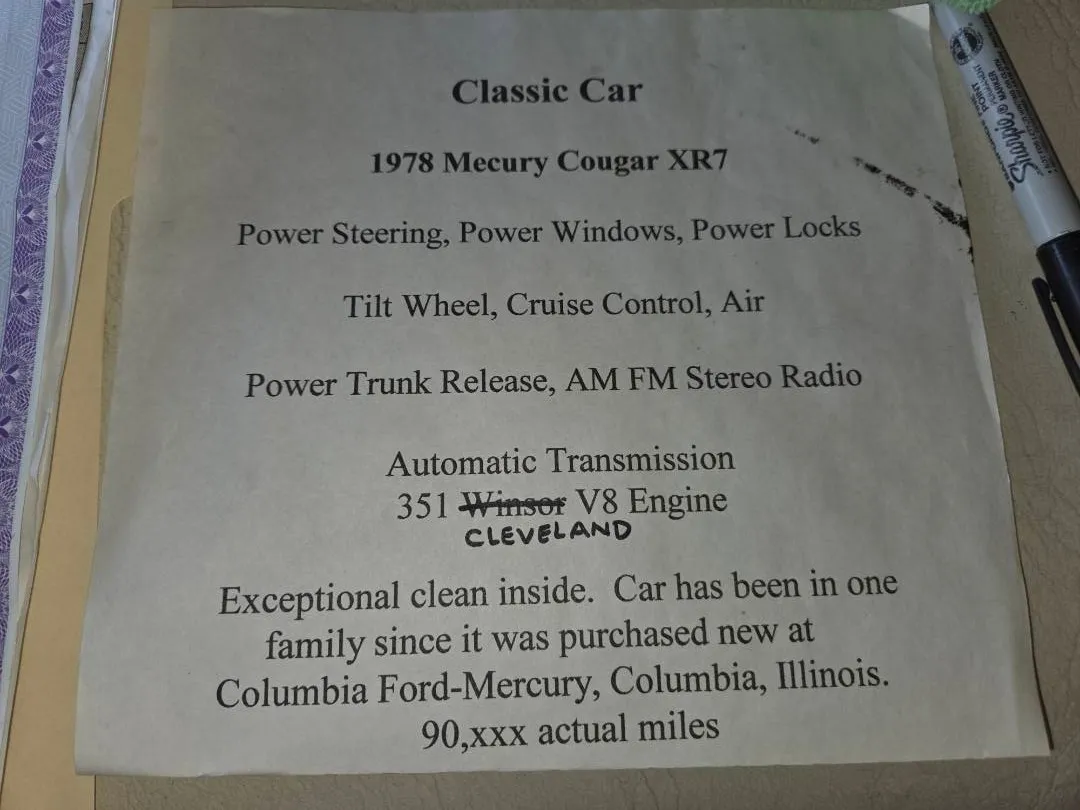 Classic Car
1978 Mecury Cougar XR7
Power Steering, Power Windows, Power Locks
Tilt Wheel, Cruise Control, Air
Power Trunk Release, AM FM Stereo Radio
Automatic Transmission
351 Winsor V8 Engine
CLEVELAND
Exceptional clean inside. Car has been in one
family since it was purchased new at
Columbia Ford-Mercury, Columbia, Illinois.
90,xxx actual miles
Sharpie
MARKER
POINT